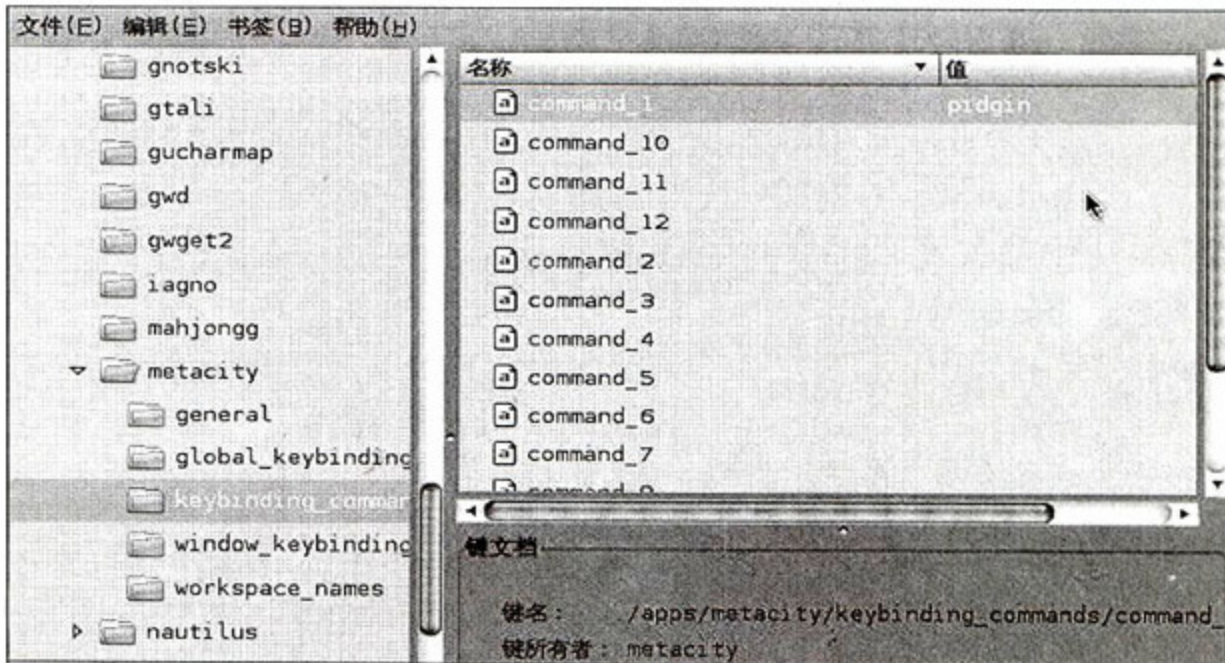 文件(E) 编辑(E) 书签(B) 帮助(H)
gnotski
gtali
gucharmap
gwd
gwget2
iagno
mahjongg
metacity
general
global_keybinding
keybinding_comman
window_keybinding
workspace_names
nautilus
名称 值
command_1 pidgin
command_10
command_11
command_12
command_2
command_3
command_4
command_5
command_6
command_7
键文档
键名: /apps/metacity/keybinding_commands/command_
键所有者: metacity